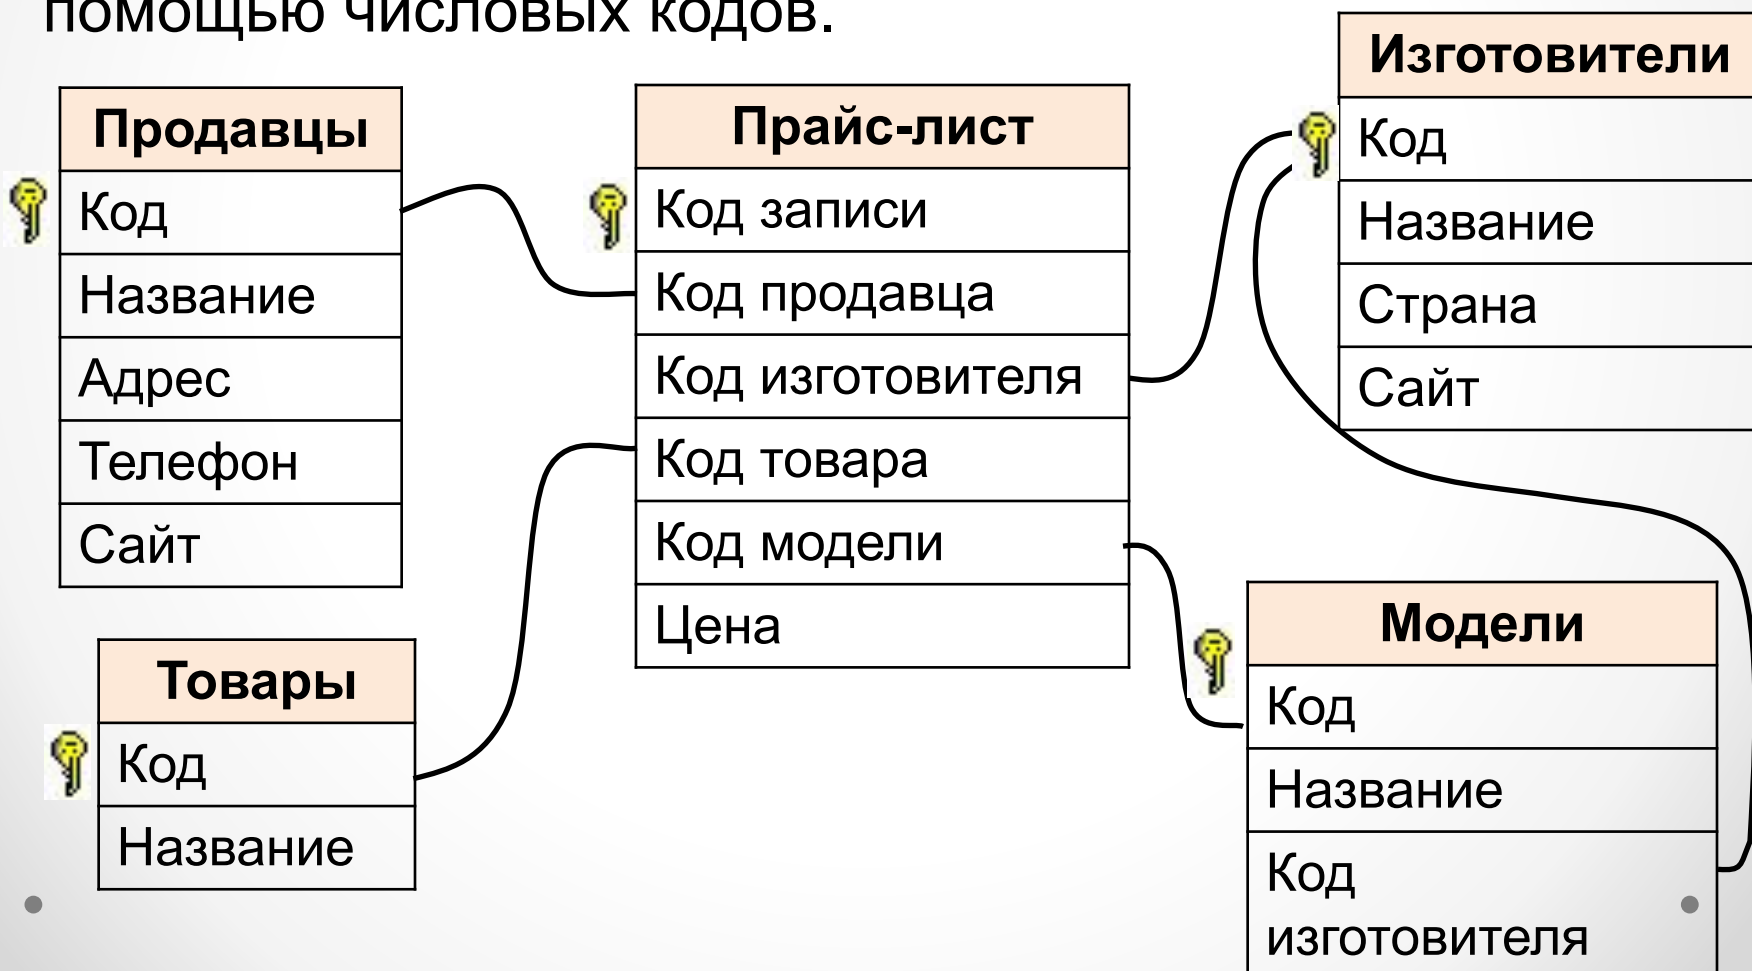 помощью числовых кодов.
Продавцы
Код
Название
Адрес
Телефон
Сайт
Товары
Код
Название
Прайс-лист
Код записи
Код продавца
Код изготовителя
Код товара
Код модели
Цена
Изготовители
Код
Название
Страна
Сайт
Модели
Код
Название
Код
изготовителя